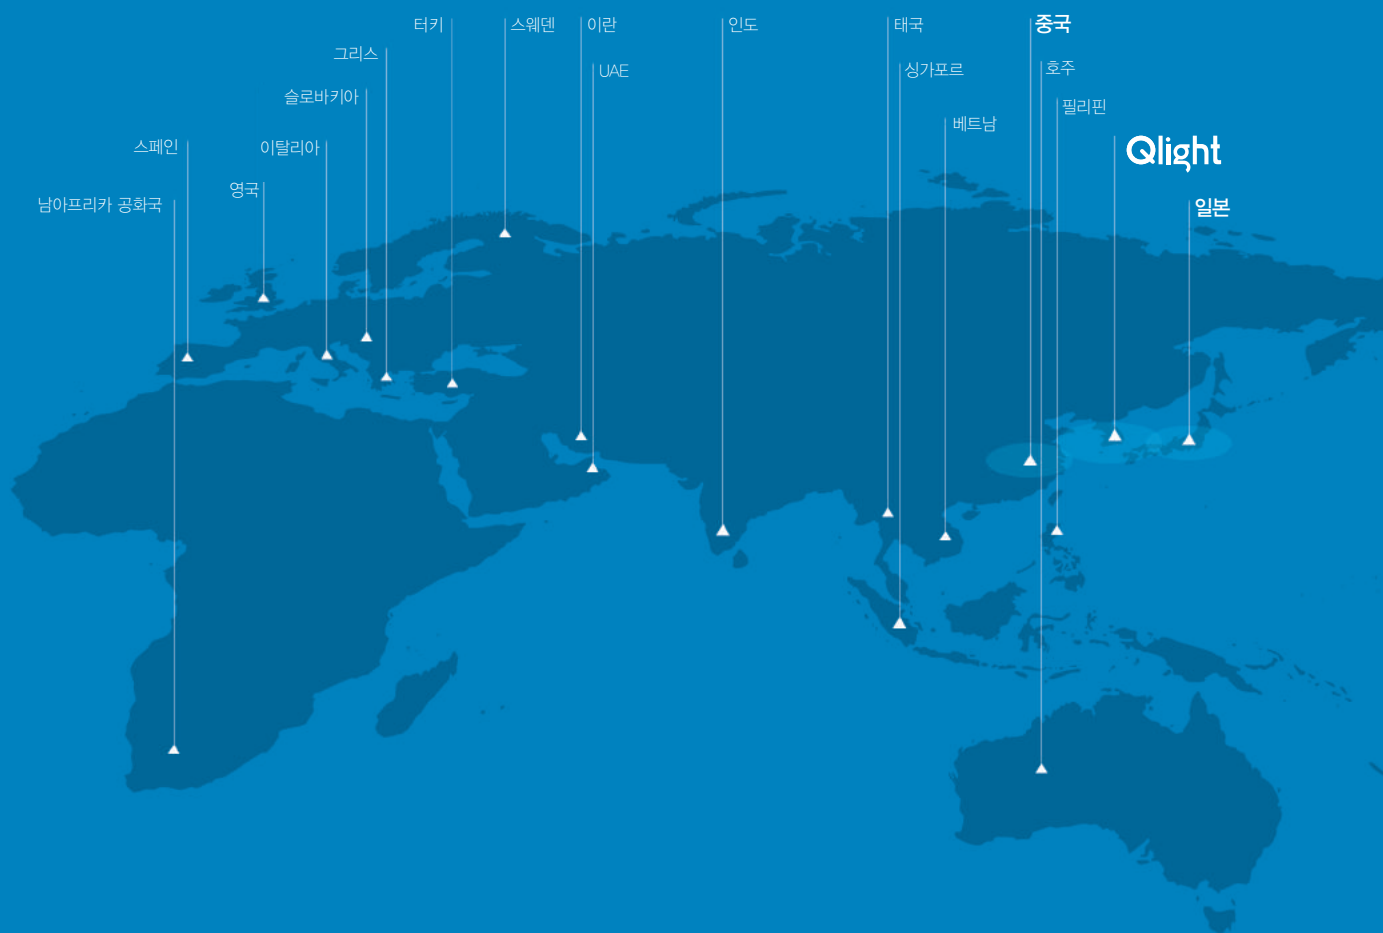 터키
스웨덴
이란
인도
태국
중국
그리스
UAE
싱가포르
호주
슬로바키아
필리핀
베트남
스페인
이탈리아
Qlight
영국
남아프리카 공화국
일본